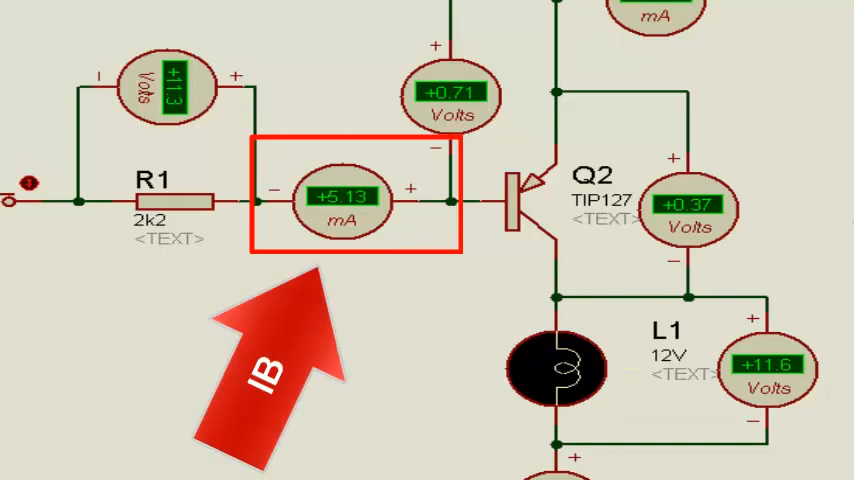 mA
+11.3
Volts
+0.71
Volts
R1
2k2
<TEXT>
+5.13
mA
Q2
TIP127
<TEXT>
+0.37
Volts
IB
L1
12V
<TEXT>
+11.6
Volts